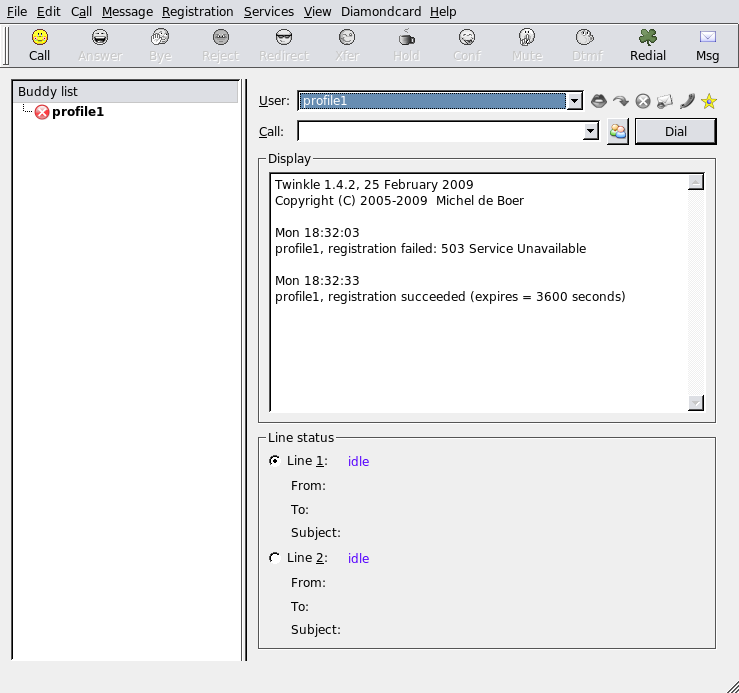 File Edit Call Message Registration Services View Diamondcard Help
Call Answer Bye Reject Redirect Xfer Hold Conf Mute Dtmf Redial Msg
Buddy list
profile1
User: profile1
Call: Dial
Display
Twinkle 1.4.2, 25 February 2009
Copyright (C) 2005-2009 Michel de Boer
Mon 18:32:03
profile1, registration failed: 503 Service Unavailable
Mon 18:32:33
profile1, registration succeeded (expires = 3600 seconds)
Line status
Line 1: idle
From:
To:
Subject:
Line 2: idle
From:
To:
Subject: